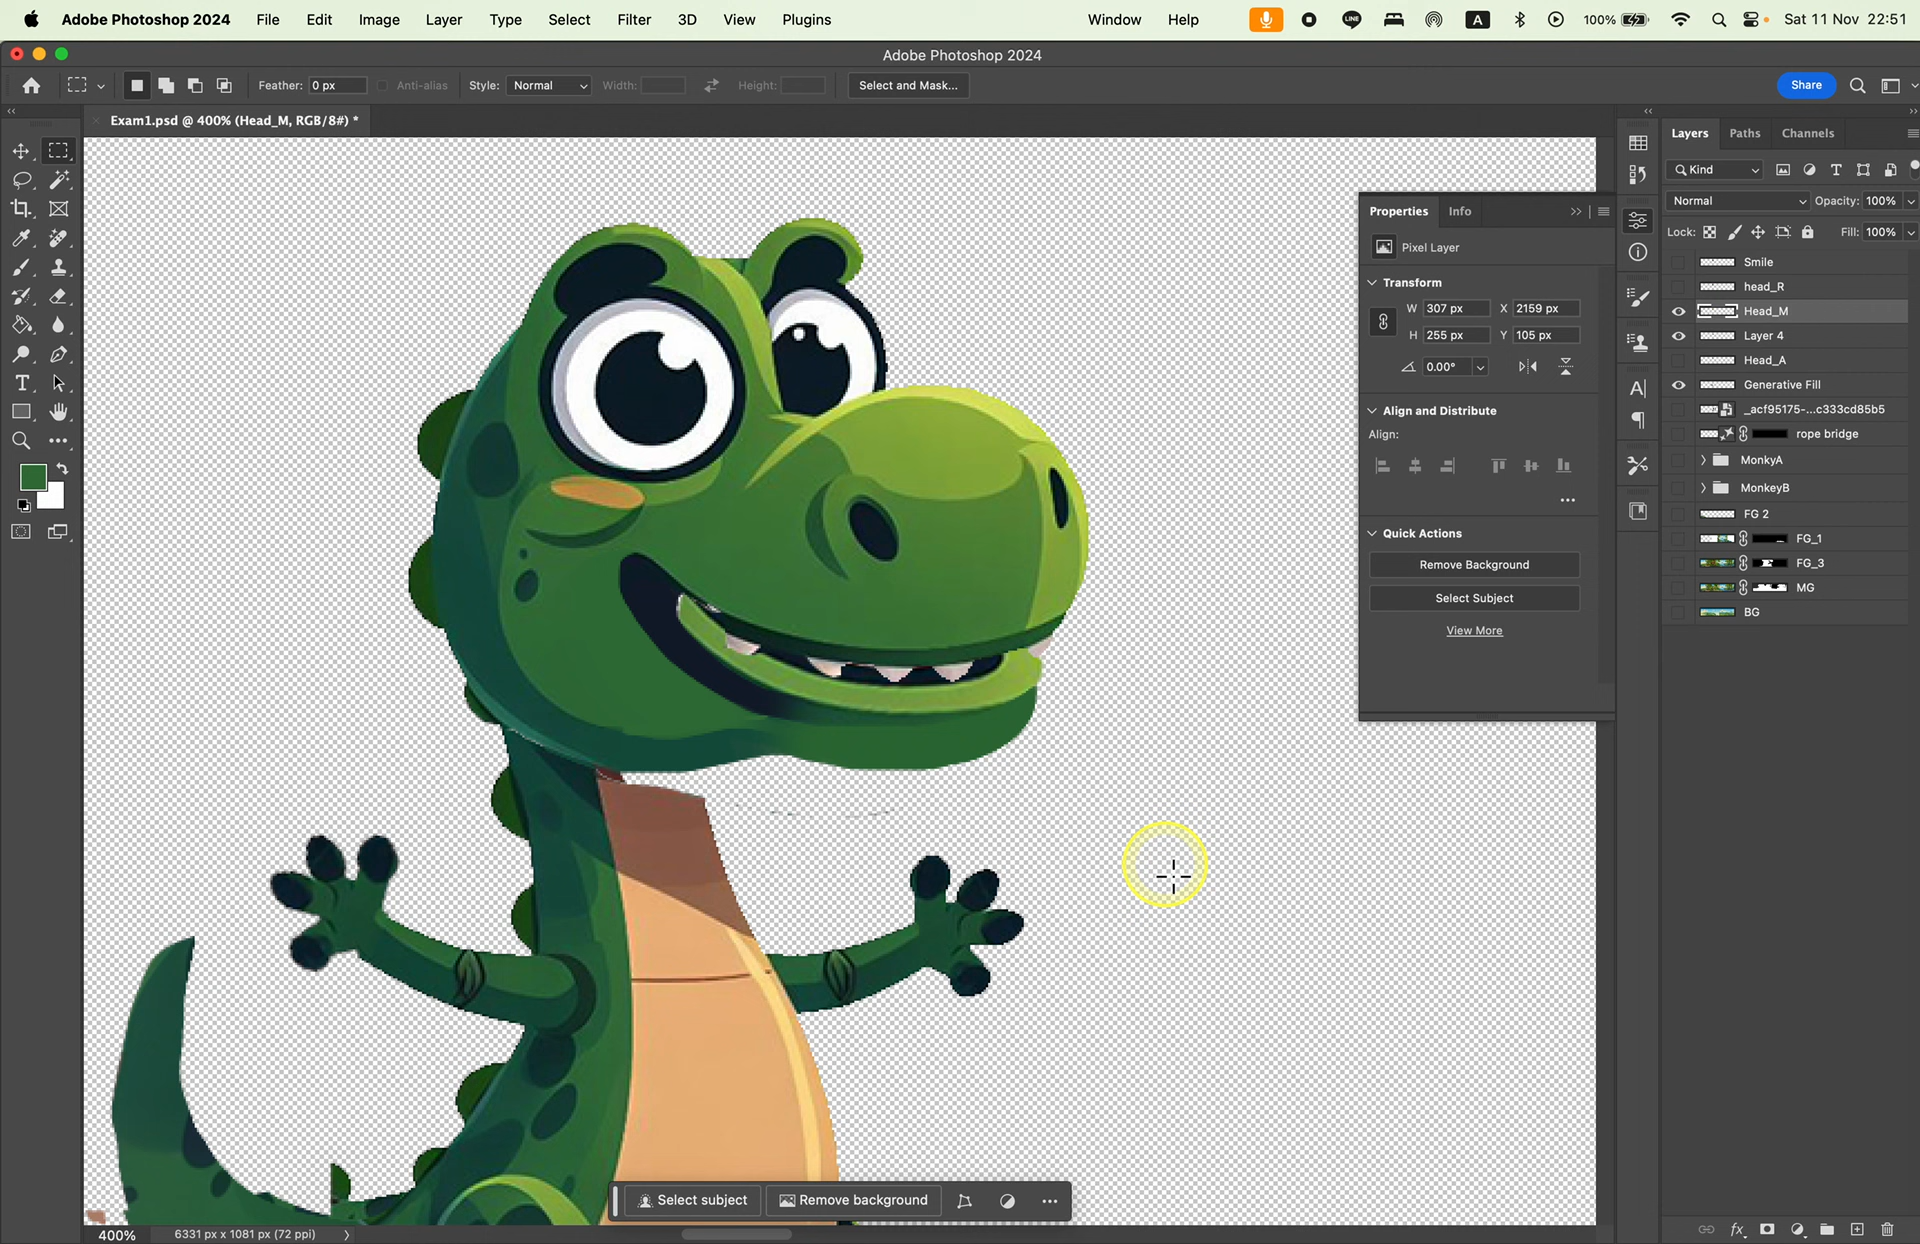 Adobe Photoshop 2024 File Edit Image Layer Type Select Filter 3D View Plugins Window Help A 100% Sat 11 Nov 22:51
Adobe Photoshop 2024
Feather: 0 px Anti-alias Style: Normal Width: Height: Select and Mask... Share
Exam1.psd @ 400% (Head_M, RGB/8#) *
Properties Info
Pixel Layer
Transform
W 307 px X 2159 px
H 255 px Y 105 px
0.00°
Align and Distribute
Align:
Quick Actions
Remove Background
Select Subject
View More
Layers Paths Channels
Kind
Normal Opacity: 100%
Lock: Fill: 100%
Smile
head_R
Head_M
Layer 4
Head_A
Generative Fill
_acf95175-...c333cd85b5
rope bridge
MonkyA
MonkeyB
FG 2
FG_1
FG_3
MG
BG
Select subject Remove background
400% 6331 px x 1081 px (72 ppi)